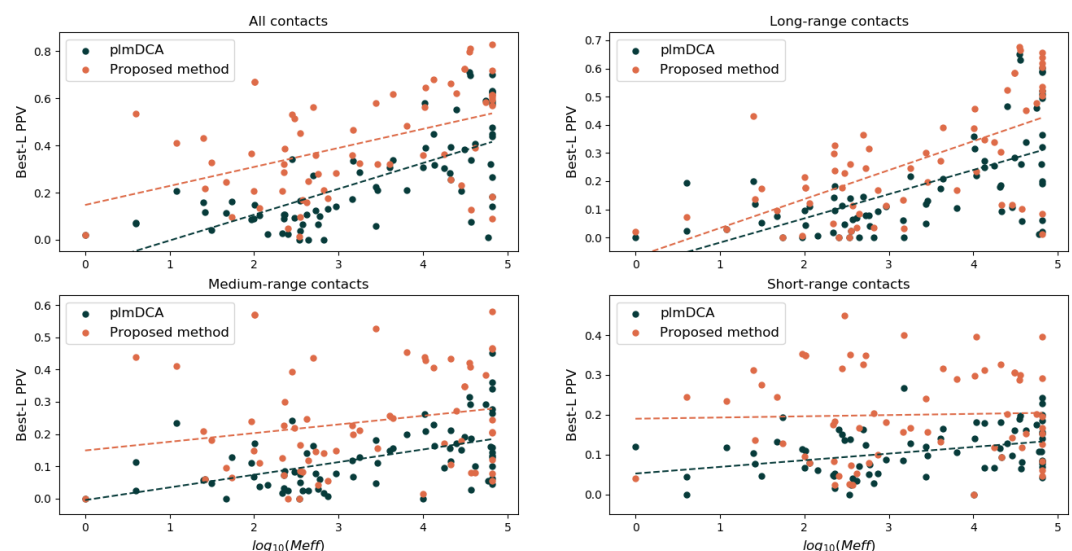 All contacts
plmDCA
Proposed method
Best-L PPV
0.8
0.6
0.4
0.2
0.0
0 1 2 3 4 5
Long-range contacts
plmDCA
Proposed method
Best-L PPV
0.7
0.6
0.5
0.4
0.3
0.2
0.1
0.0
0 1 2 3 4 5
Medium-range contacts
plmDCA
Proposed method
Best-L PPV
0.6
0.5
0.4
0.3
0.2
0.1
0.0
0 1 2 3 4 5
log10(Meff)
Short-range contacts
plmDCA
Proposed method
Best-L PPV
0.4
0.3
0.2
0.1
0.0
0 1 2 3 4 5
log10(Meff)